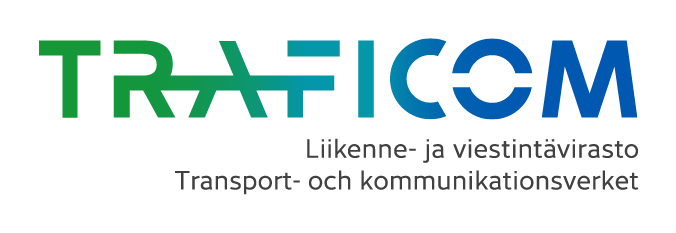 TRAFICOM
Liikenne- ja viestintävirasto
Transport- och kommunikationsverket